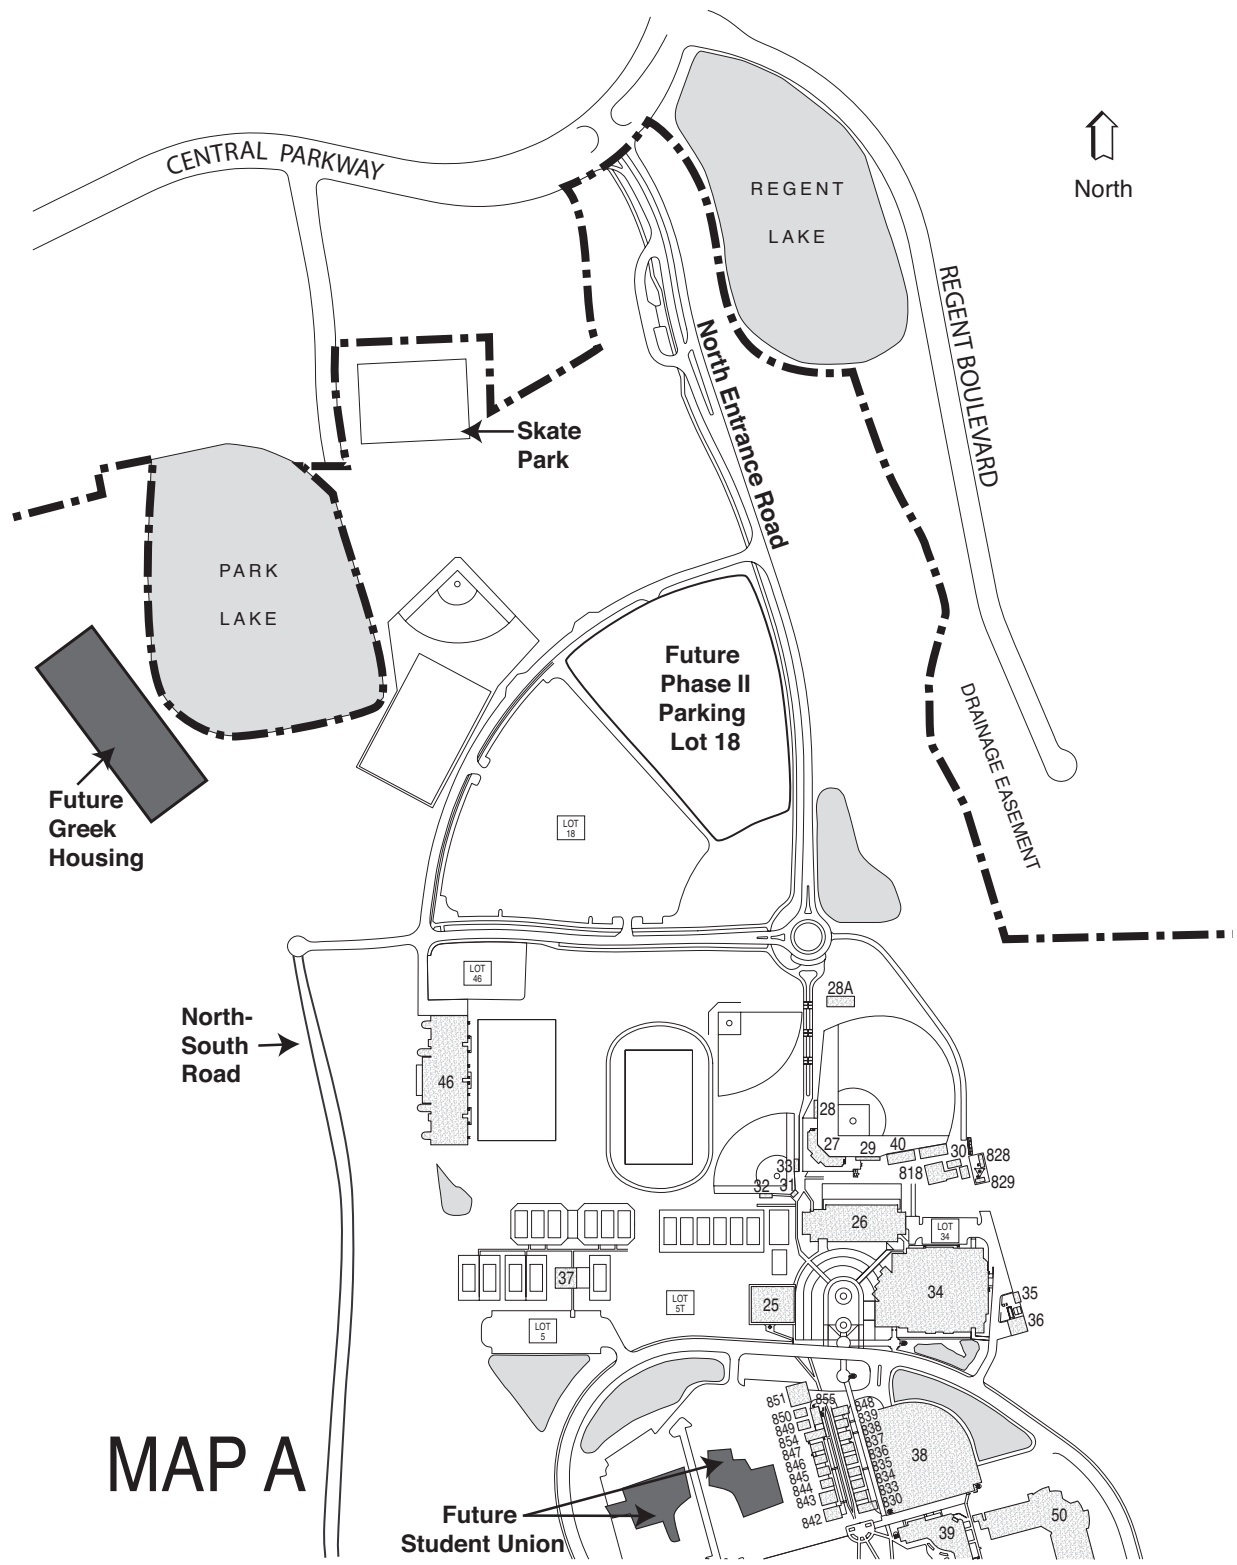 CENTRAL PARKWAY
REGENT
LAKE
North
REGENT BOULEVARD
North Entrance Road
Skate
Park
PARK
LAKE
Future
Phase II
Parking
Lot 18
DRAINAGE EASEMENT
Future
Greek
Housing
LOT
18
LOT
46
28A
North-
South
Road
46
28
27
29
40
30
828
818
829
33
32
31
26
LOT
34
37
LOT
5T
25
34
35
36
LOT
5
851
855
848
850
839
849
838
854
837
847
836
846
835
845
834
844
833
843
830
842
38
50
39
MAP A
Future
Student Union